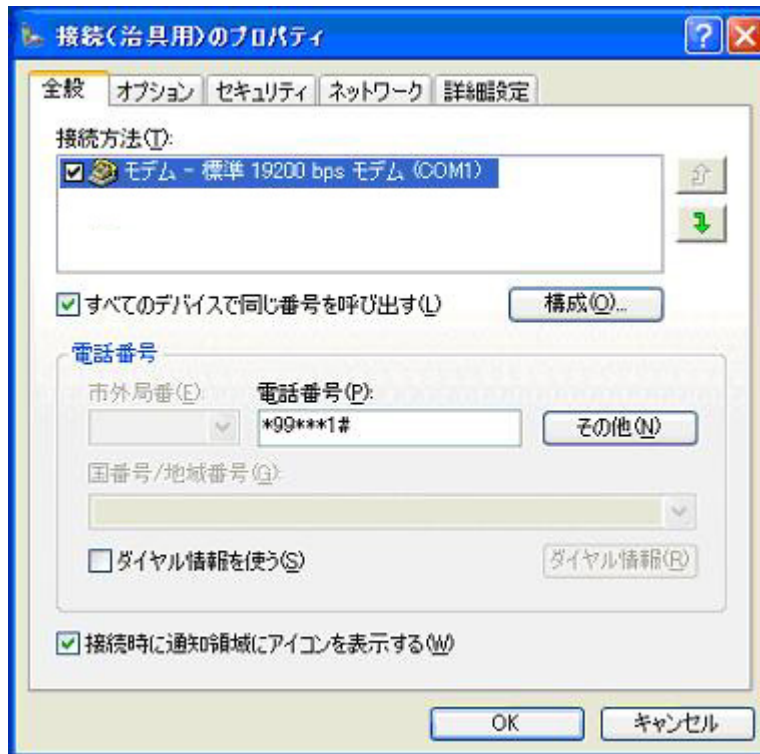 接続(治具用)のプロパティ
全般 オプション セキュリティ ネットワーク 詳細設定
接続方法(T):
モデム - 標準 19200 bps モデム (COM1)
すべてのデバイスで同じ番号を呼び出す(L) 構成(O)...
電話番号
市外局番(E): 電話番号(P):
*99***1# その他(N)
国番号/地域番号(G):
ダイヤル情報を使う(S) ダイヤル情報(R)
接続時に通知領域にアイコンを表示する(W)
OK キャンセル